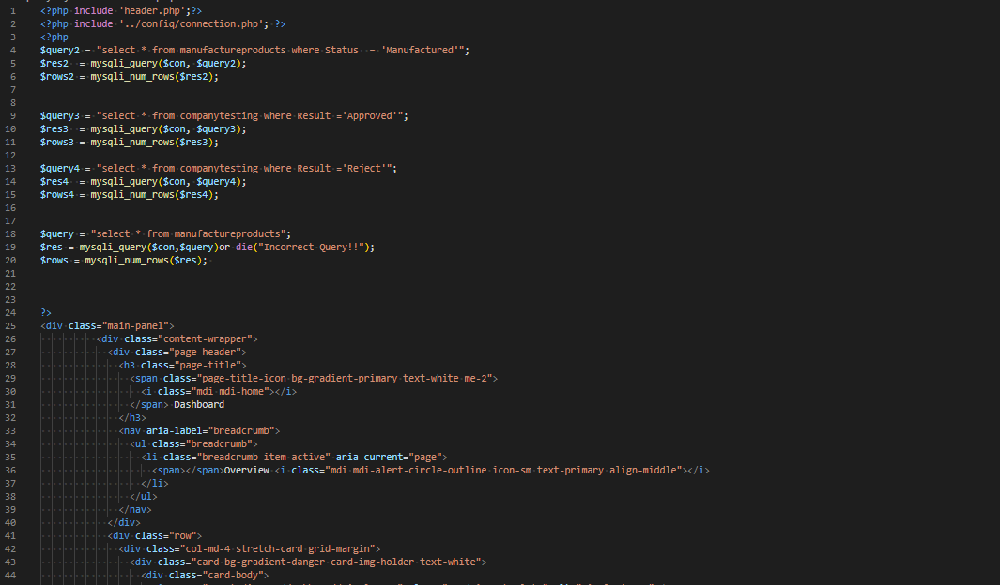 1 <?php include 'header.php';?>
2 <?php include '../confiq/connection.php'; ?>
3 <?php
4 $query2 = "select * from manufactureproducts where Status  = 'Manufactured'";
5 $res2  = mysqli_query($con, $query2);
6 $rows2 = mysqli_num_rows($res2);
7
8
9 $query3 = "select * from companytesting where Result ='Approved'";
10 $res3  = mysqli_query($con, $query3);
11 $rows3 = mysqli_num_rows($res3);
12
13 $query4 = "select * from companytesting where Result ='Reject'";
14 $res4  = mysqli_query($con, $query4);
15 $rows4 = mysqli_num_rows($res4);
16
17
18 $query = "select * from manufactureproducts";
19 $res = mysqli_query($con,$query)or die("Incorrect Query!!");
20 $rows = mysqli_num_rows($res);
21
22
23
24 ?>
25 <div class="main-panel">
26 <div class="content-wrapper">
27 <div class="page-header">
28 <h3 class="page-title">
29 <span class="page-title-icon bg-gradient-primary text-white me-2">
30 <i class="mdi mdi-home"></i>
31 </span> Dashboard
32 </h3>
33 <nav aria-label="breadcrumb">
34 <ul class="breadcrumb">
35 <li class="breadcrumb-item active" aria-current="page">
36 <span></span>Overview <i class="mdi mdi-alert-circle-outline icon-sm text-primary align-middle"></i>
37 </li>
38 </ul>
39 </nav>
40 </div>
41 <div class="row">
42 <div class="col-md-4 stretch-card grid-margin">
43 <div class="card bg-gradient-danger card-img-holder text-white">
44 <div class="card-body">